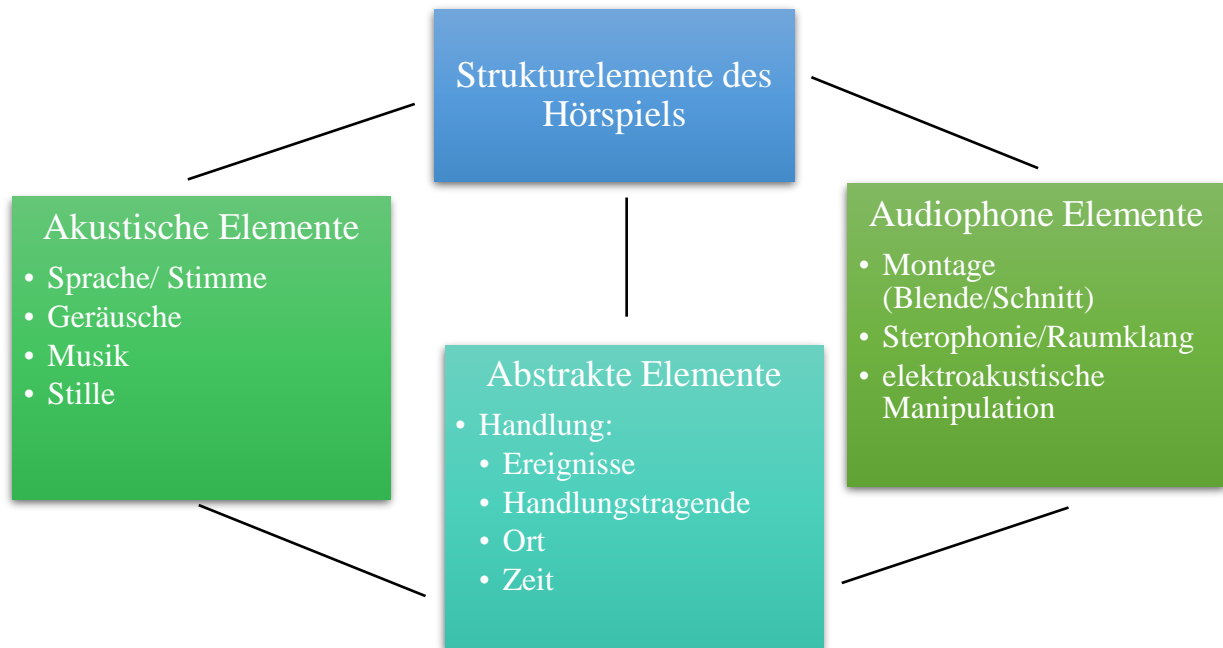 Strukturelemente des
Hörspiels
Akustische Elemente
• Sprache/ Stimme
• Geräusche
• Musik
• Stille
Abstrakte Elemente
• Handlung:
• Ereignisse
• Handlungstragende
• Ort
• Zeit
Audiophone Elemente
• Montage
(Blende/Schnitt)
• Sterophonie/Raumklang
• elektroakustische
Manipulation